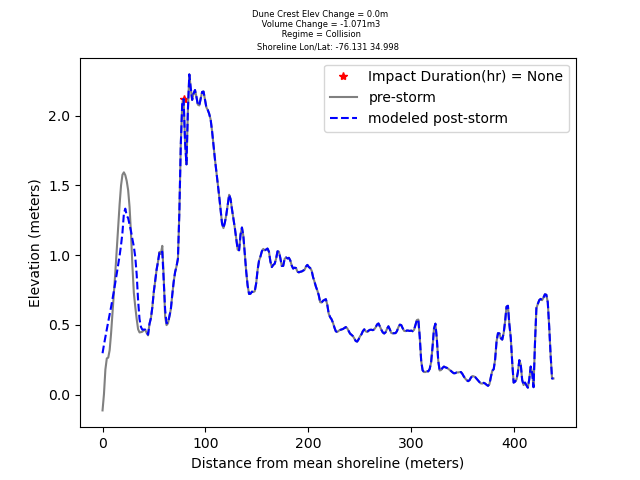 Dune Crest Elev Change = 0.0m
Volume Change = -1.071m3
Regime = Collision
Shoreline Lon/Lat: -76.131 34.998
Impact Duration(hr) = None
pre-storm
modeled post-storm
Elevation (meters)
2.0
1.5
1.0
0.5
0.0
0 100 200 300 400
Distance from mean shoreline (meters)